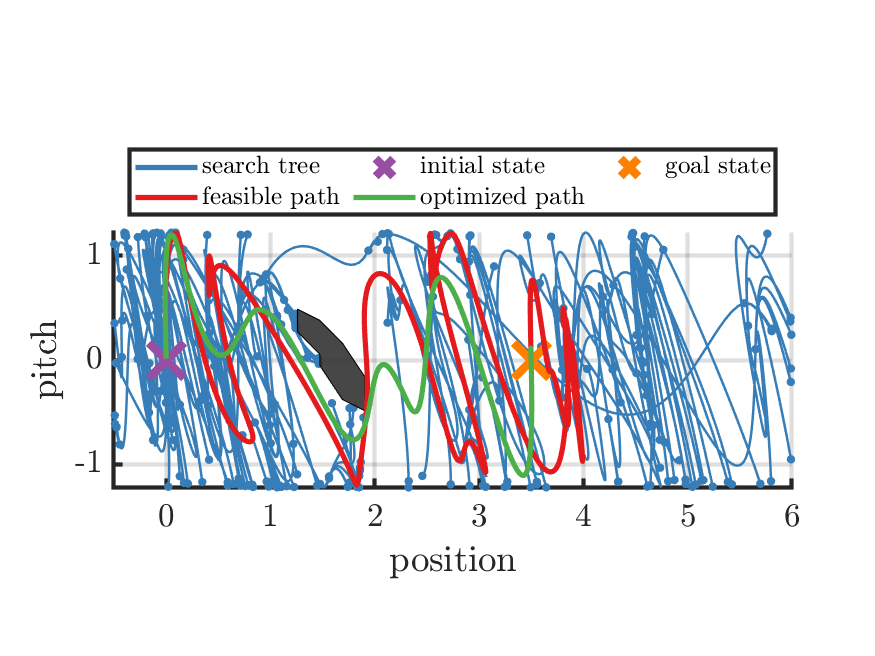 search tree initial state goal state
feasible path optimized path
1
0
-1
pitch
0 1 2 3 4 5 6
position